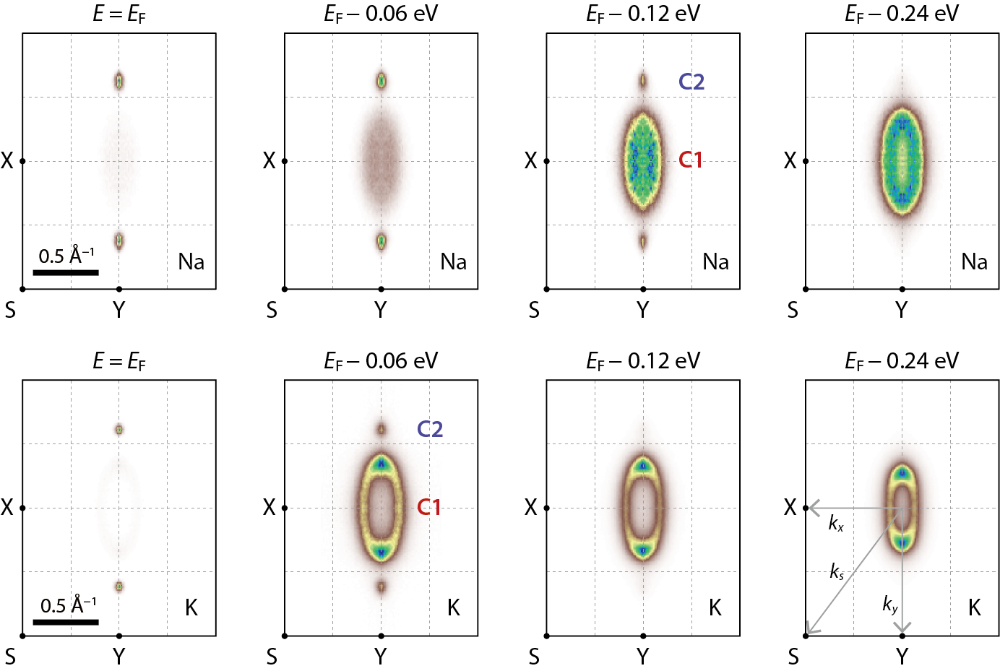 E = EF
EF − 0.06 eV
EF − 0.12 eV
EF − 0.24 eV
C2
X
X
X
C1
X
0.5 Å−1
Na
Na
Na
Na
S
Y
S
Y
S
Y
S
Y
E = EF
EF − 0.06 eV
EF − 0.12 eV
EF − 0.24 eV
C2
X
X
C1
X
X
kx
ks
0.5 Å−1
K
K
K
ky
K
S
Y
S
Y
S
Y
S
Y